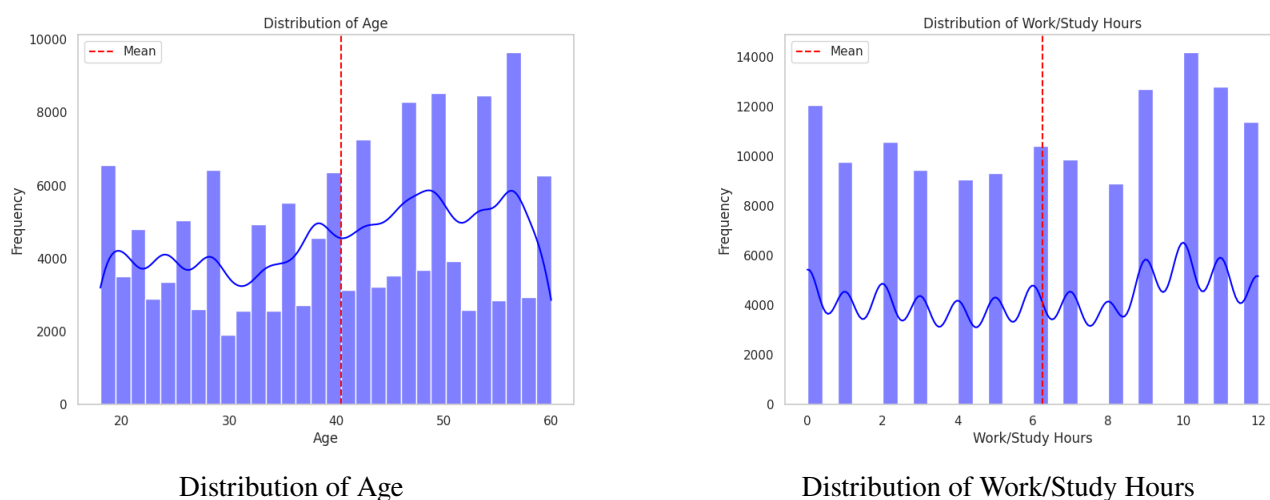 Distribution of Age
Mean
10000
8000
6000
4000
2000
0
Frequency
20 30 40 50 60
Age
Distribution of Age
Distribution of Work/Study Hours
Mean
14000
12000
10000
8000
6000
4000
2000
0
Frequency
0 2 4 6 8 10 12
Work/Study Hours
Distribution of Work/Study Hours